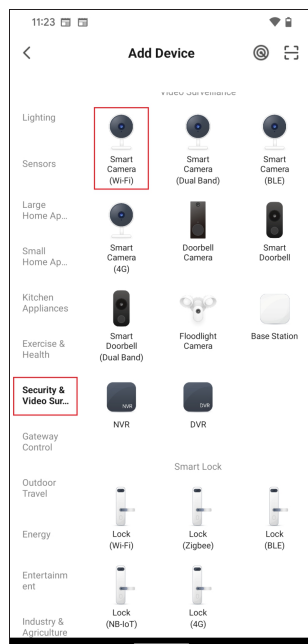 11:23
Add Device
Video Surveillance
Lighting
Sensors
Large
Home Ap...
Small
Home Ap...
Kitchen
Appliances
Exercise &
Health
Security &
Video Sur...
Gateway
Control
Outdoor
Travel
Energy
Entertainm
ent
Industry &
Agriculture
Smart
Camera
(Wi-Fi)
Smart
Camera
(Dual Band)
Smart
Camera
(BLE)
Smart
Camera
(4G)
Doorbell
Camera
Smart
Doorbell
Smart
Doorbell
(Dual Band)
Floodlight
Camera
Base Station
NVR
NVR
DVR
DVR
Smart Lock
Lock
(Wi-Fi)
Lock
(Zigbee)
Lock
(BLE)
Lock
(NB-IoT)
Lock
(4G)